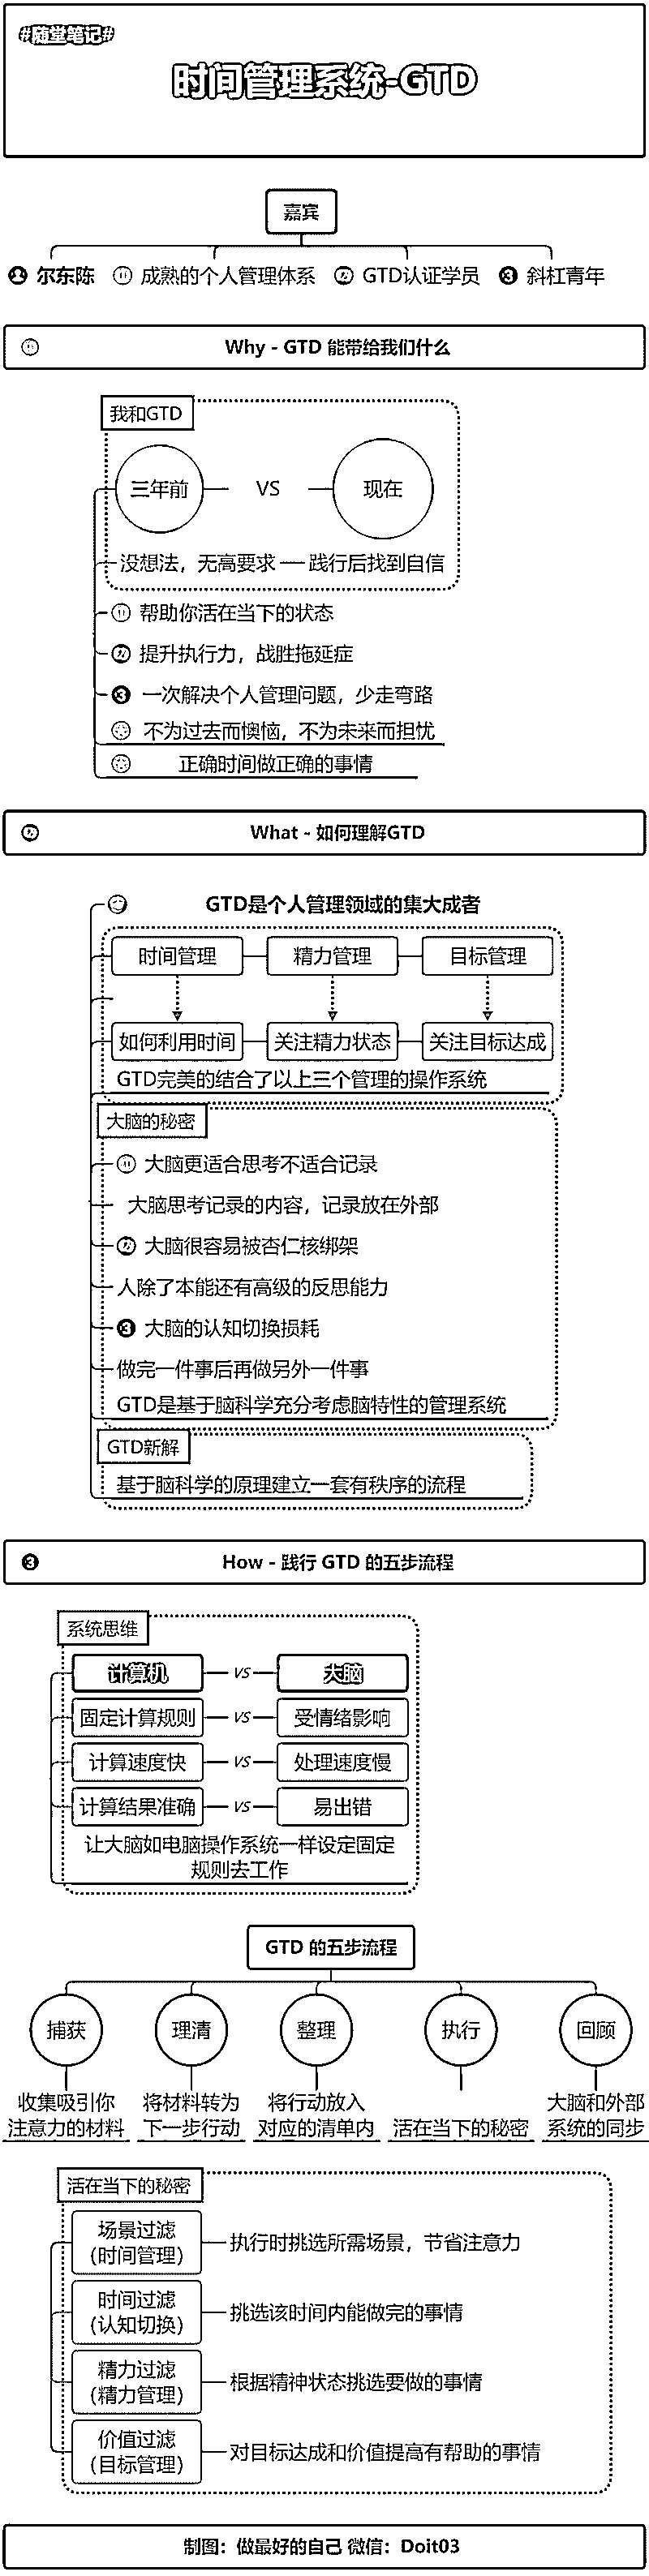 #随堂笔记#
时间管理系统-GTD
嘉宾
尔东陈 ① 成熟的个人管理体系 ② GTD认证学员 ③ 斜杠青年
① Why - GTD 能带给我们什么
我和GTD
三年前 VS 现在
没想法，无高要求 践行后找到自信
① 帮助你活在当下的状态
② 提升执行力，战胜拖延症
③ 一次解决个人管理问题，少走弯路
不为过去而懊恼，不为未来而担忧
正确时间做正确的事情
② What - 如何理解GTD
GTD是个人管理领域的集大成者
时间管理 精力管理 目标管理
如何利用时间 关注精力状态 关注目标达成
GTD完美的结合了以上三个管理的操作系统
大脑的秘密
① 大脑更适合思考不适合记录
大脑思考记录的内容，记录放在外部
② 大脑很容易被杏仁核绑架
人除了本能还有高级的反思能力
③ 大脑的认知切换损耗
做完一件事后再做另外一件事
GTD是基于脑科学充分考虑脑特性的管理系统
GTD新解
基于脑科学的原理建立一套有秩序的流程
③ How - 践行 GTD 的五步流程
系统思维
计算机 VS 大脑
固定计算规则 VS 受情绪影响
计算速度快 VS 处理速度慢
计算结果准确 VS 易出错
让大脑如电脑操作系统一样设定固定
规则去工作
GTD 的五步流程
捕获 理清 整理 执行 回顾
收集吸引你 将材料转为 将行动放入 大脑和外部
注意力的材料 下一步行动 对应的清单内 活在当下的秘密 系统的同步
活在当下的秘密
场景过滤
(时间管理)
执行时挑选所需场景，节省注意力
时间过滤
(认知切换)
挑选该时间内能做完的事情
精力过滤
(精力管理)
根据精神状态挑选要做的事情
价值过滤
(目标管理)
对目标达成和价值提高有帮助的事情
制图：做最好的自己 微信：Doit03